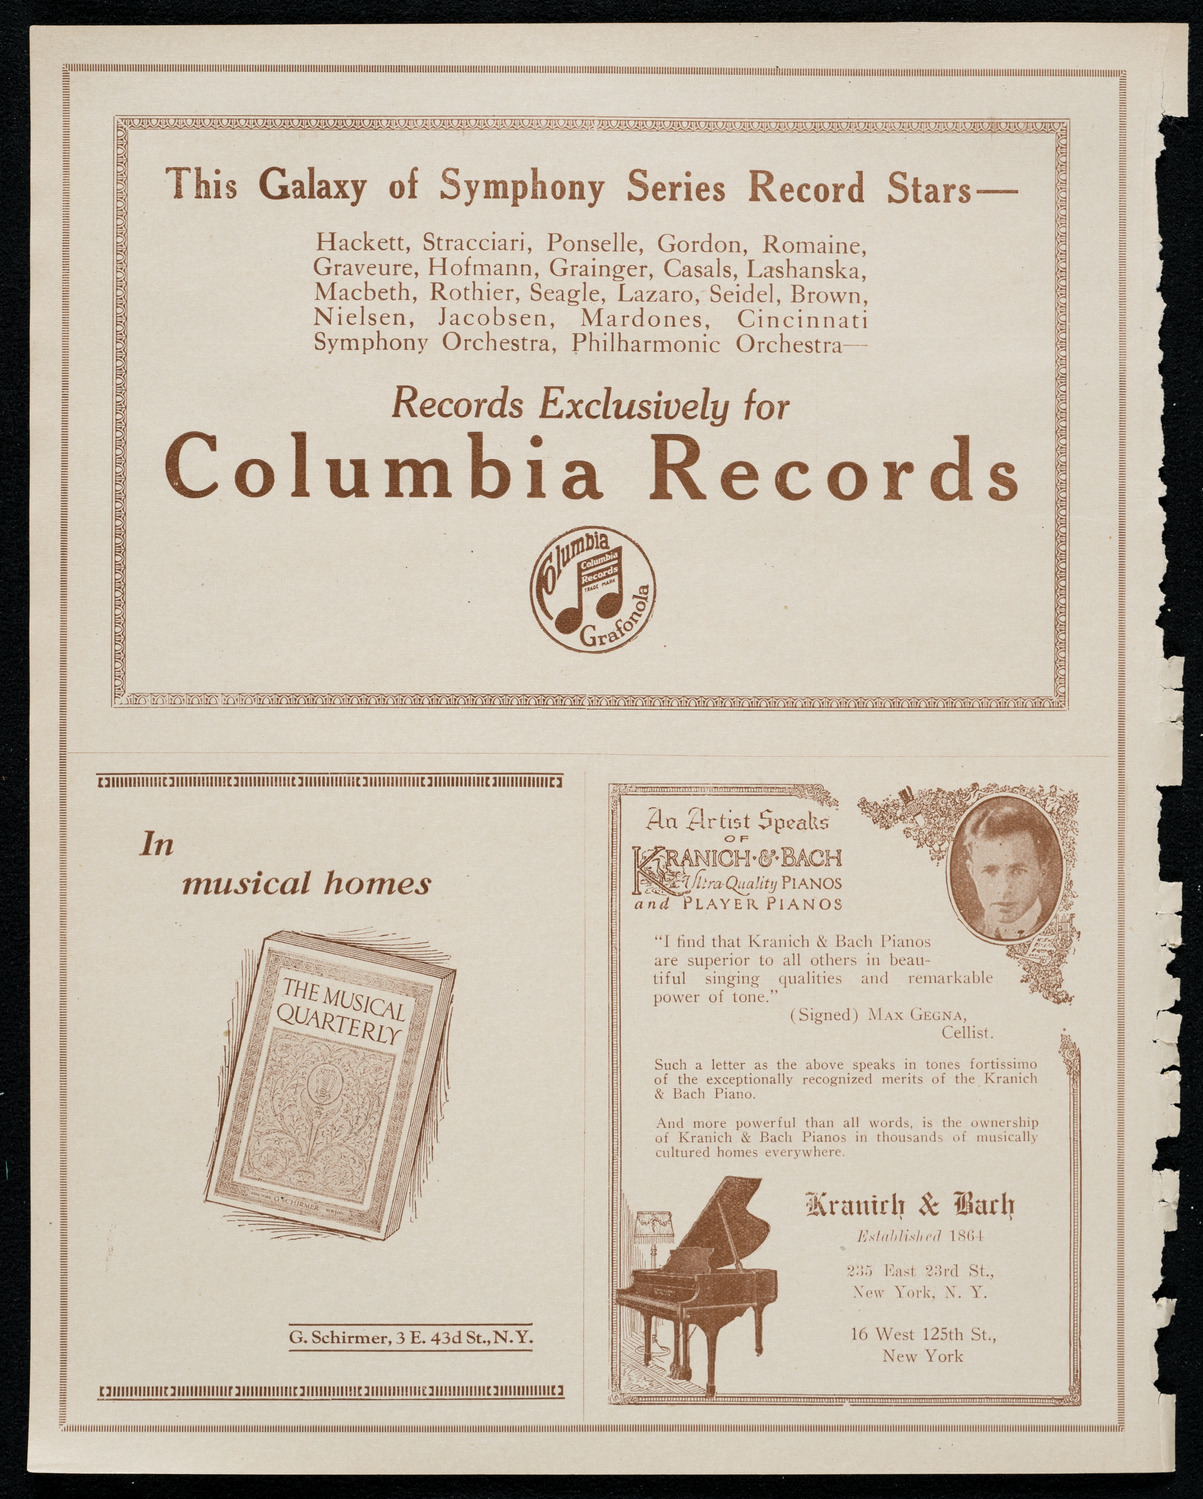 This Galaxy of Symphony Series Record Stars—
Hackett, Stracciari, Ponselle, Gordon, Romaine,
Graveure, Hofmann, Grainger, Casals, Lashanska,
Macbeth, Rothier, Seagle, Lazaro, Seidel, Brown,
Nielsen, Jacobsen, Mardones, Cincinnati
Symphony Orchestra, Philharmonic Orchestra—
Records Exclusively for
Columbia Records
Columbia
Columbia
Records
TRADE MARK
Grafonola
In
musical homes
THE MUSICAL
QUARTERLY
G. SCHIRMER
G. Schirmer, 3 E. 43d St., N. Y.
An Artist Speaks
OF
KRANICH·&·BACH
Ultra-Quality PIANOS
and PLAYER PIANOS
“I find that Kranich & Bach Pianos
are superior to all others in beau-
tiful singing qualities and remarkable
power of tone.”
(Signed) MAX GEGNA,
Cellist.
Such a letter as the above speaks in tones fortissimo
of the exceptionally recognized merits of the Kranich
& Bach Piano.
And more powerful than all words, is the ownership
of Kranich & Bach Pianos in thousands of musically
cultured homes everywhere.
Kranich & Bach
Established 1864
235 East 23rd St.,
New York, N. Y.
16 West 125th St.,
New York